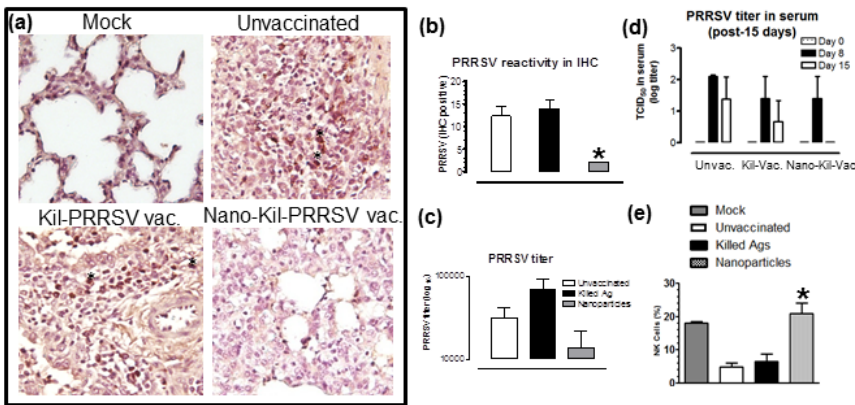 (a)
Mock
Unvaccinated
Kil-PRRSV vac.
Nano-Kil-PRRSV vac.
(b)
PRRSV reactivity in IHC
PRRSV (IHC positive)
20
15
10
5
0
*
(c)
PRRSV titer
PRRSV titer(log₁₀)
100000
10000
Unvaccinated
Killed Ag
Nanoparticles
(d)
PRRSV titer in serum
(post-15 days)
TCID₅₀ in serum
(log titer)
3
2
1
0
Day 0
Day 8
Day 15
Unvac.
Kil-Vac.
Nano-Kil-Vac
(e)
Mock
Unvaccinated
Killed Ags
Nanoparticles
NK Cells (%)
30
20
10
0
*